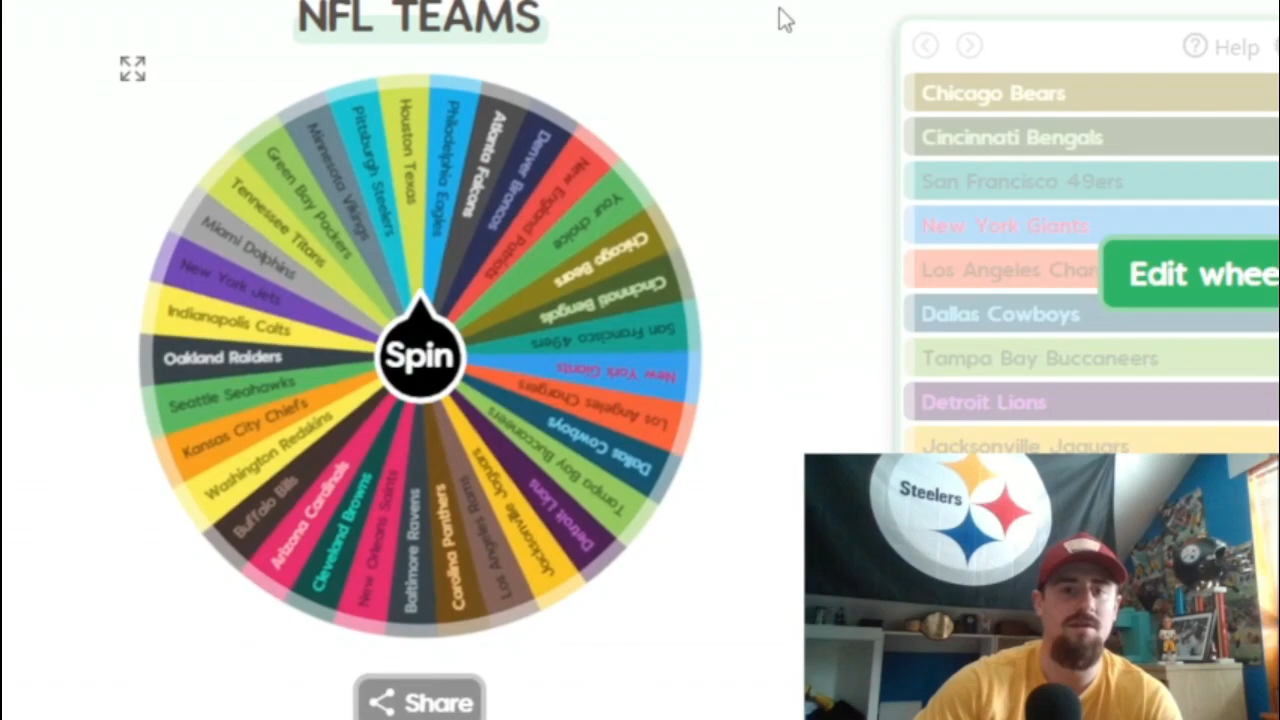 NFL TEAMS
Houston Texas
Philadelphia Eagles
Atlanta Falcons
Denver Broncos
New England Patriots
Your choice
Chicago Bears
Cincinnati Bengals
San Francisco 49ers
New York Giants
Los Angeles Chargers
Dallas Cowboys
Tampa Bay Buccaneers
Detroit Lions
Jacksonville Jaguars
Los Angeles Rams
Carolina Panthers
Baltimore Ravens
New Orleans Saints
Cleveland Browns
Arizona Cardinals
Buffalo Bills
Washington Redskins
Kansas City Chiefs
Seattle Seahawks
Oakland Raiders
Indianapolis Colts
New York Jets
Miami Dolphins
Tennessee Titans
Green Bay Packers
Minnesota Vikings
Pittsburgh Steelers
Spin
Share
Help
Chicago Bears
Cincinnati Bengals
San Francisco 49ers
New York Giants
Los Angeles Char
Edit whee
Dallas Cowboys
Tampa Bay Buccaneers
Detroit Lions
Jacksonville Jaguars
Steelers